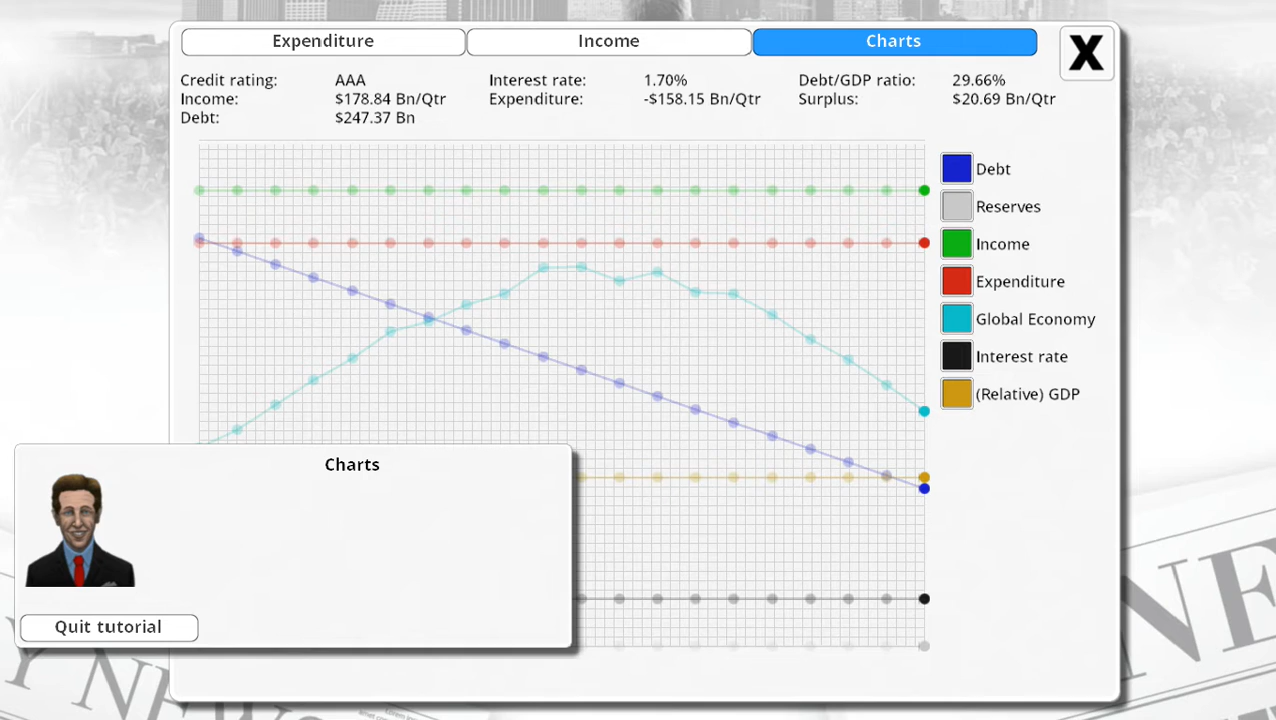 Expenditure
Income
Charts
X
Credit rating: AAA
Interest rate: 1.70%
Debt/GDP ratio: 29.66%
Income: $178.84 Bn/Qtr
Expenditure: -$158.15 Bn/Qtr
Surplus: $20.69 Bn/Qtr
Debt: $247.37 Bn
Debt
Reserves
Income
Expenditure
Global Economy
Interest rate
(Relative) GDP
Charts
Quit tutorial